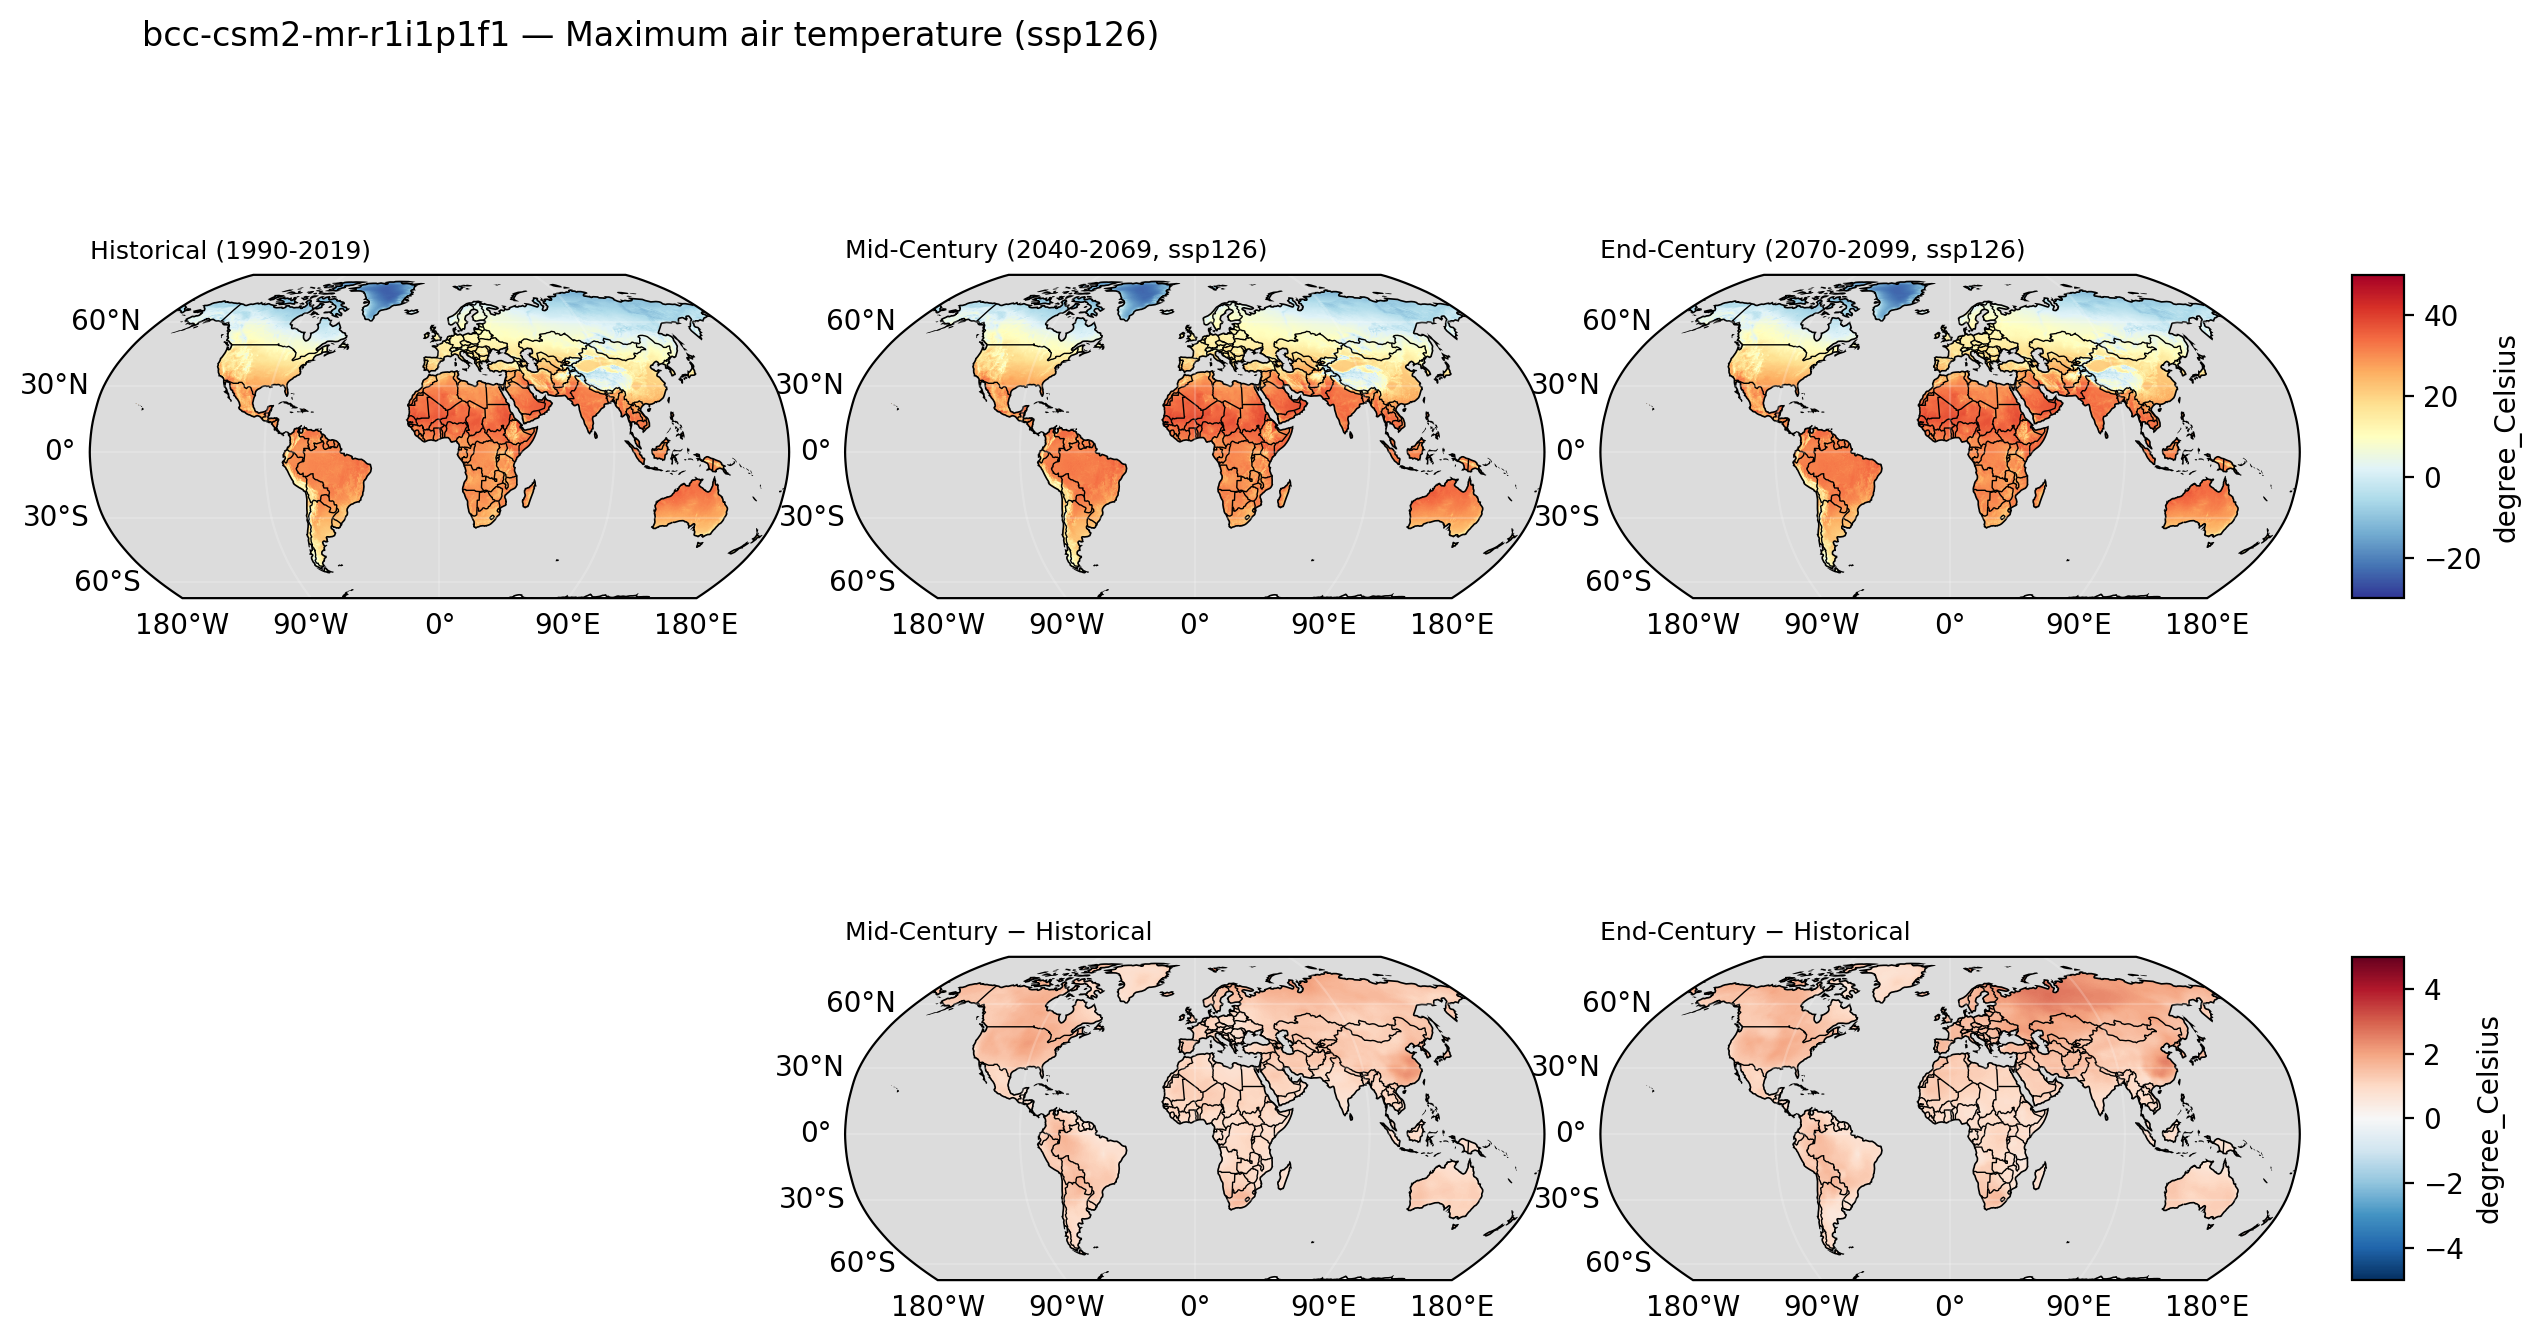 bcc-csm2-mr-r1i1p1f1 — Maximum air temperature (ssp126)
Historical (1990-2019)
Mid-Century (2040-2069, ssp126)
End-Century (2070-2099, ssp126)
60°N
30°N
0°
30°S
60°S
180°W 90°W 0° 90°E 180°E
60°N
30°N
0°
30°S
60°S
180°W 90°W 0° 90°E 180°E
60°N
30°N
0°
30°S
60°S
180°W 90°W 0° 90°E 180°E
40
20
0
−20
degree_Celsius
Mid-Century − Historical
End-Century − Historical
60°N
30°N
0°
30°S
60°S
180°W 90°W 0° 90°E 180°E
60°N
30°N
0°
30°S
60°S
180°W 90°W 0° 90°E 180°E
4
2
0
−2
−4
degree_Celsius